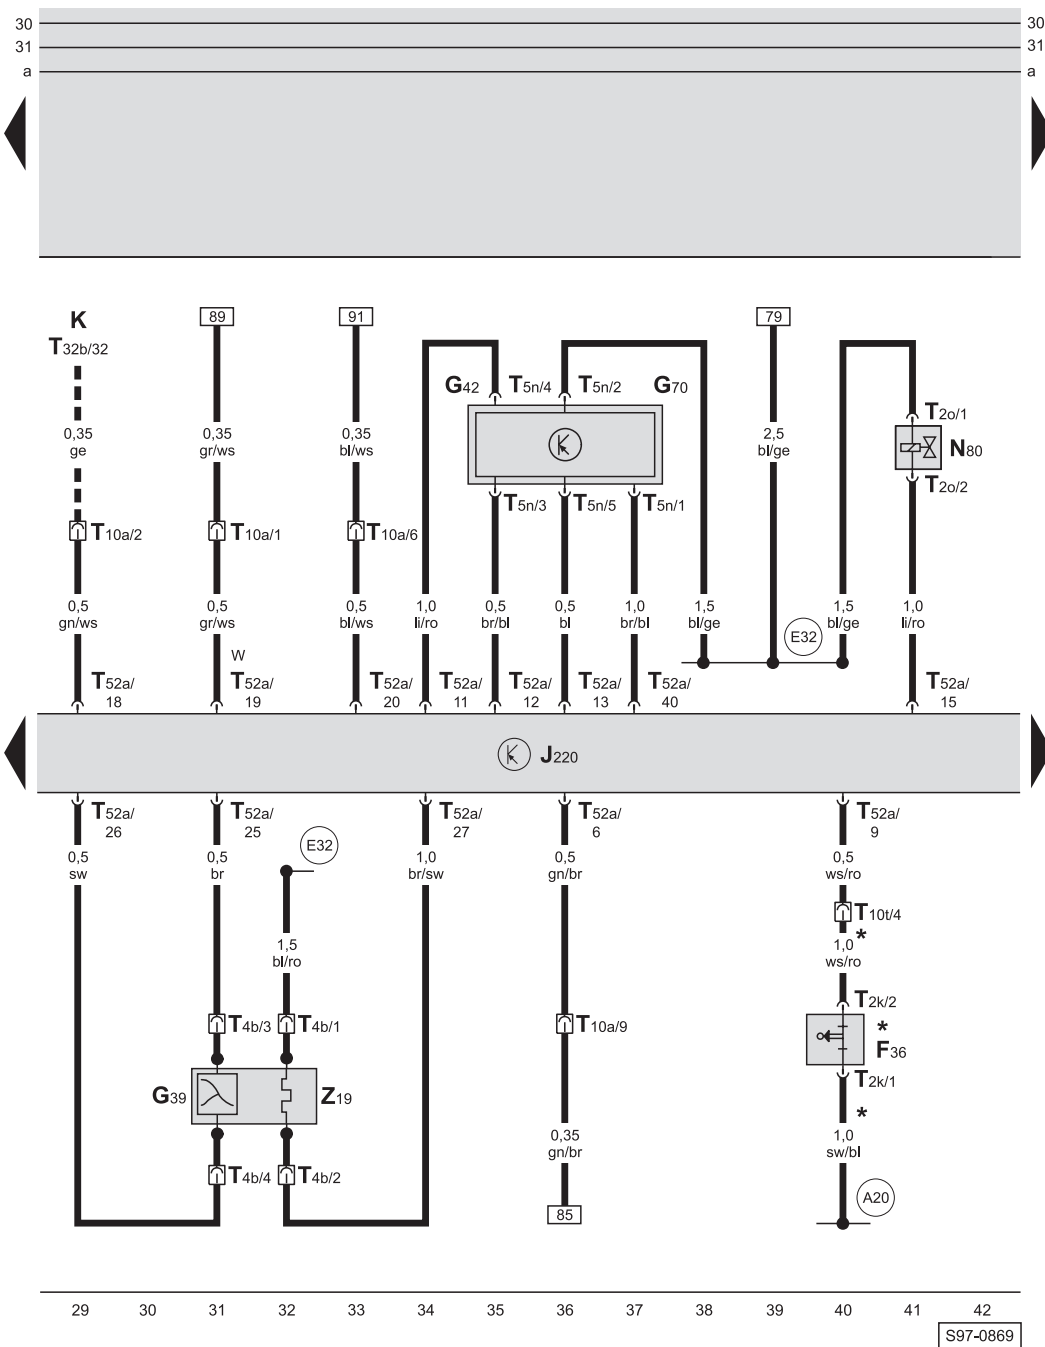 30 30
31 31
a a
K 89 91 79
T32b/32
G42 T5n/4 T5n/2 G70
T2o/1
0,35 0,35 0,35 2,5
ge gr/ws bl/ws bl/ge
N80
T2o/2
T5n/3 T5n/5 T5n/1
T10a/2 T10a/1 T10a/6
0,5 0,5 0,5 1,0 0,5 0,5 1,0 1,5 1,5 1,0
gn/ws gr/ws bl/ws li/ro br/bl bl br/bl bl/ge bl/ge li/ro
E32
W
T52a/ T52a/ T52a/ T52a/ T52a/ T52a/ T52a/ T52a/
18 19 20 11 12 13 40 15
J220
T52a/ T52a/ T52a/ T52a/ T52a/
26 25 27 6 9
E32
0,5 0,5 1,0 0,5 0,5
sw br br/sw gn/br ws/ro
T10t/4
*
1,5 1,0
bl/ro ws/ro
T2k/2
T4b/3 T4b/1 T10a/9 *
F36
T2k/1
G39 Z19
*
0,35 1,0
gn/br sw/bl
T4b/4 T4b/2
A20
85
29 30 31 32 33 34 35 36 37 38 39 40 41 42
S97-0869